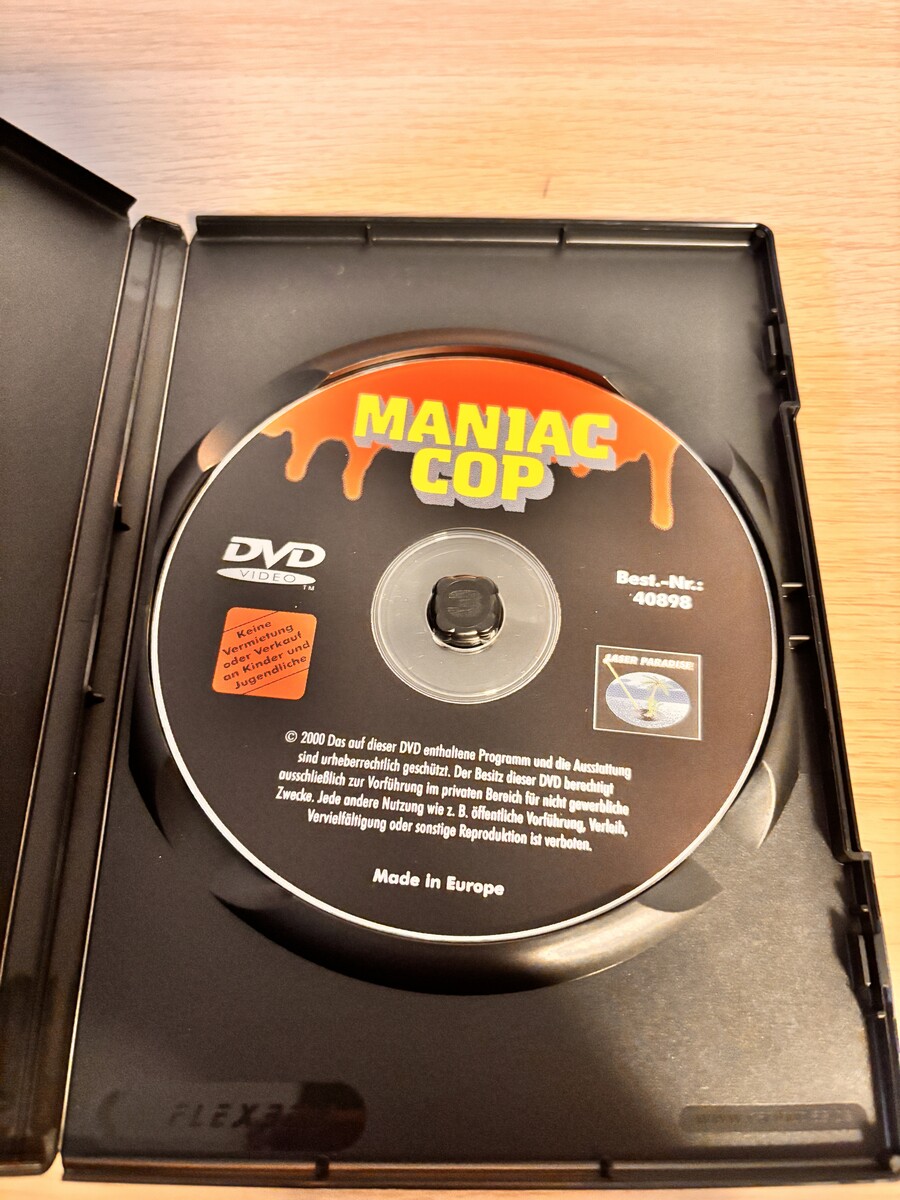 MANIAC
COP
DVD
VIDEO
TM
Best.-Nr.:
40898
Keine
Vermietung
oder Verkauf
an Kinder und
Jugendliche
LASER PARADISE
© 2000 Das auf dieser DVD enthaltene Programm und die Ausstattung
sind urheberrechtlich geschützt. Der Besitz dieser DVD berechtigt
ausschließlich zur Vorführung im privaten Bereich für nicht gewerbliche
Zwecke. Jede andere Nutzung wie z. B. öffentliche Vorführung, Verleih,
Vervielfältigung oder sonstige Reproduktion ist verboten.
Made in Europe